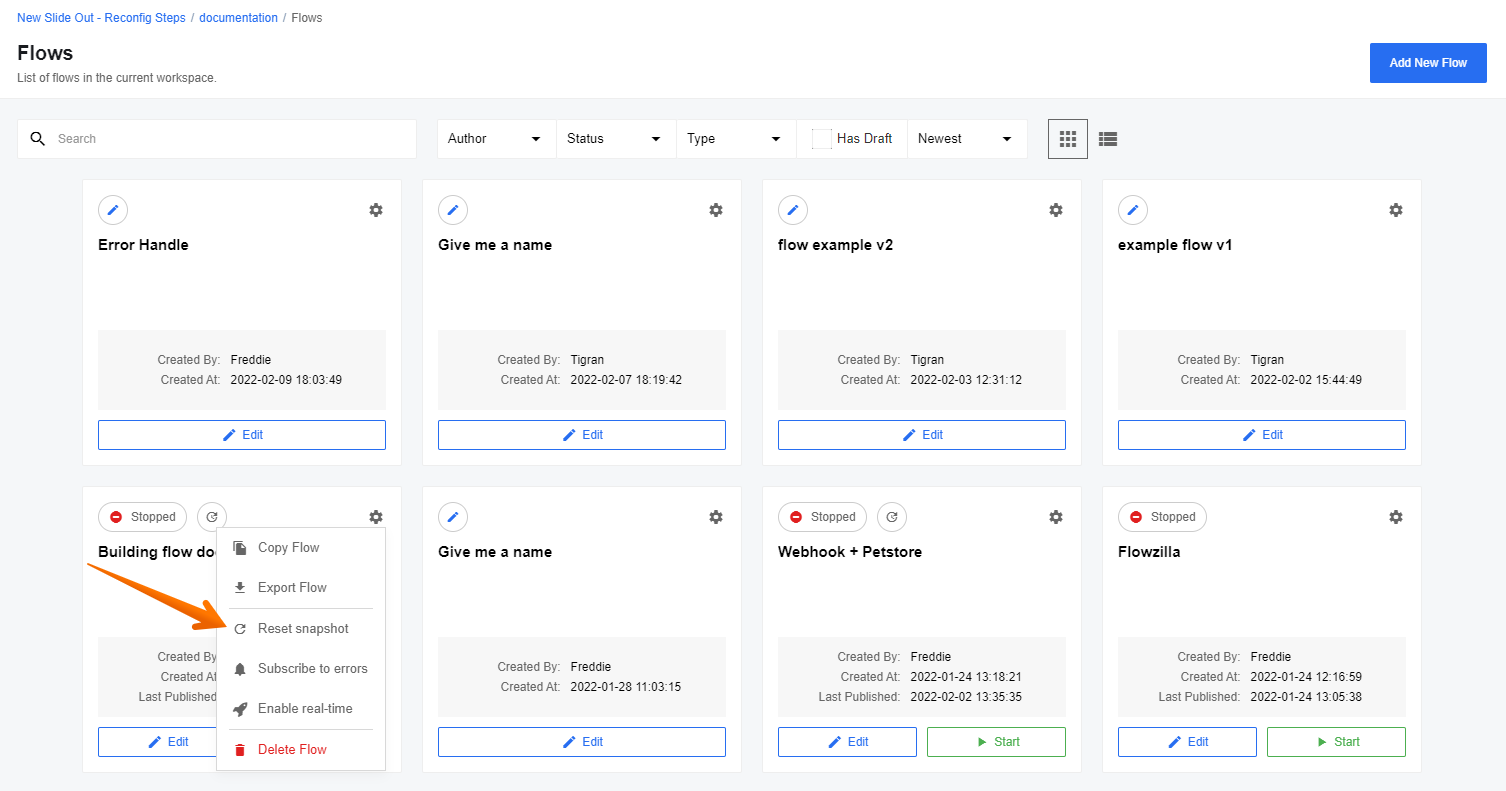 New Slide Out - Reconfig Steps / documentation / Flows
Flows
List of flows in the current workspace.
Add New Flow
Search
Author
Status
Type
Has Draft
Newest
Error Handle
Created By: Freddie
Created At: 2022-02-09 18:03:49
Edit
Give me a name
Created By: Tigran
Created At: 2022-02-07 18:19:42
Edit
flow example v2
Created By: Tigran
Created At: 2022-02-03 12:31:12
Edit
example flow v1
Created By: Tigran
Created At: 2022-02-02 15:44:49
Edit
Stopped
Building flow do
Created By
Created At
Last Published
Edit
Copy Flow
Export Flow
Reset snapshot
Subscribe to errors
Enable real-time
Delete Flow
Give me a name
Created By: Freddie
Created At: 2022-01-28 11:03:15
Edit
Stopped
Webhook + Petstore
Created By: Freddie
Created At: 2022-01-24 13:18:21
Last Published: 2022-02-02 13:35:35
Edit
Start
Stopped
Flowzilla
Created By: Freddie
Created At: 2022-01-24 12:16:59
Last Published: 2022-01-24 13:05:38
Edit
Start